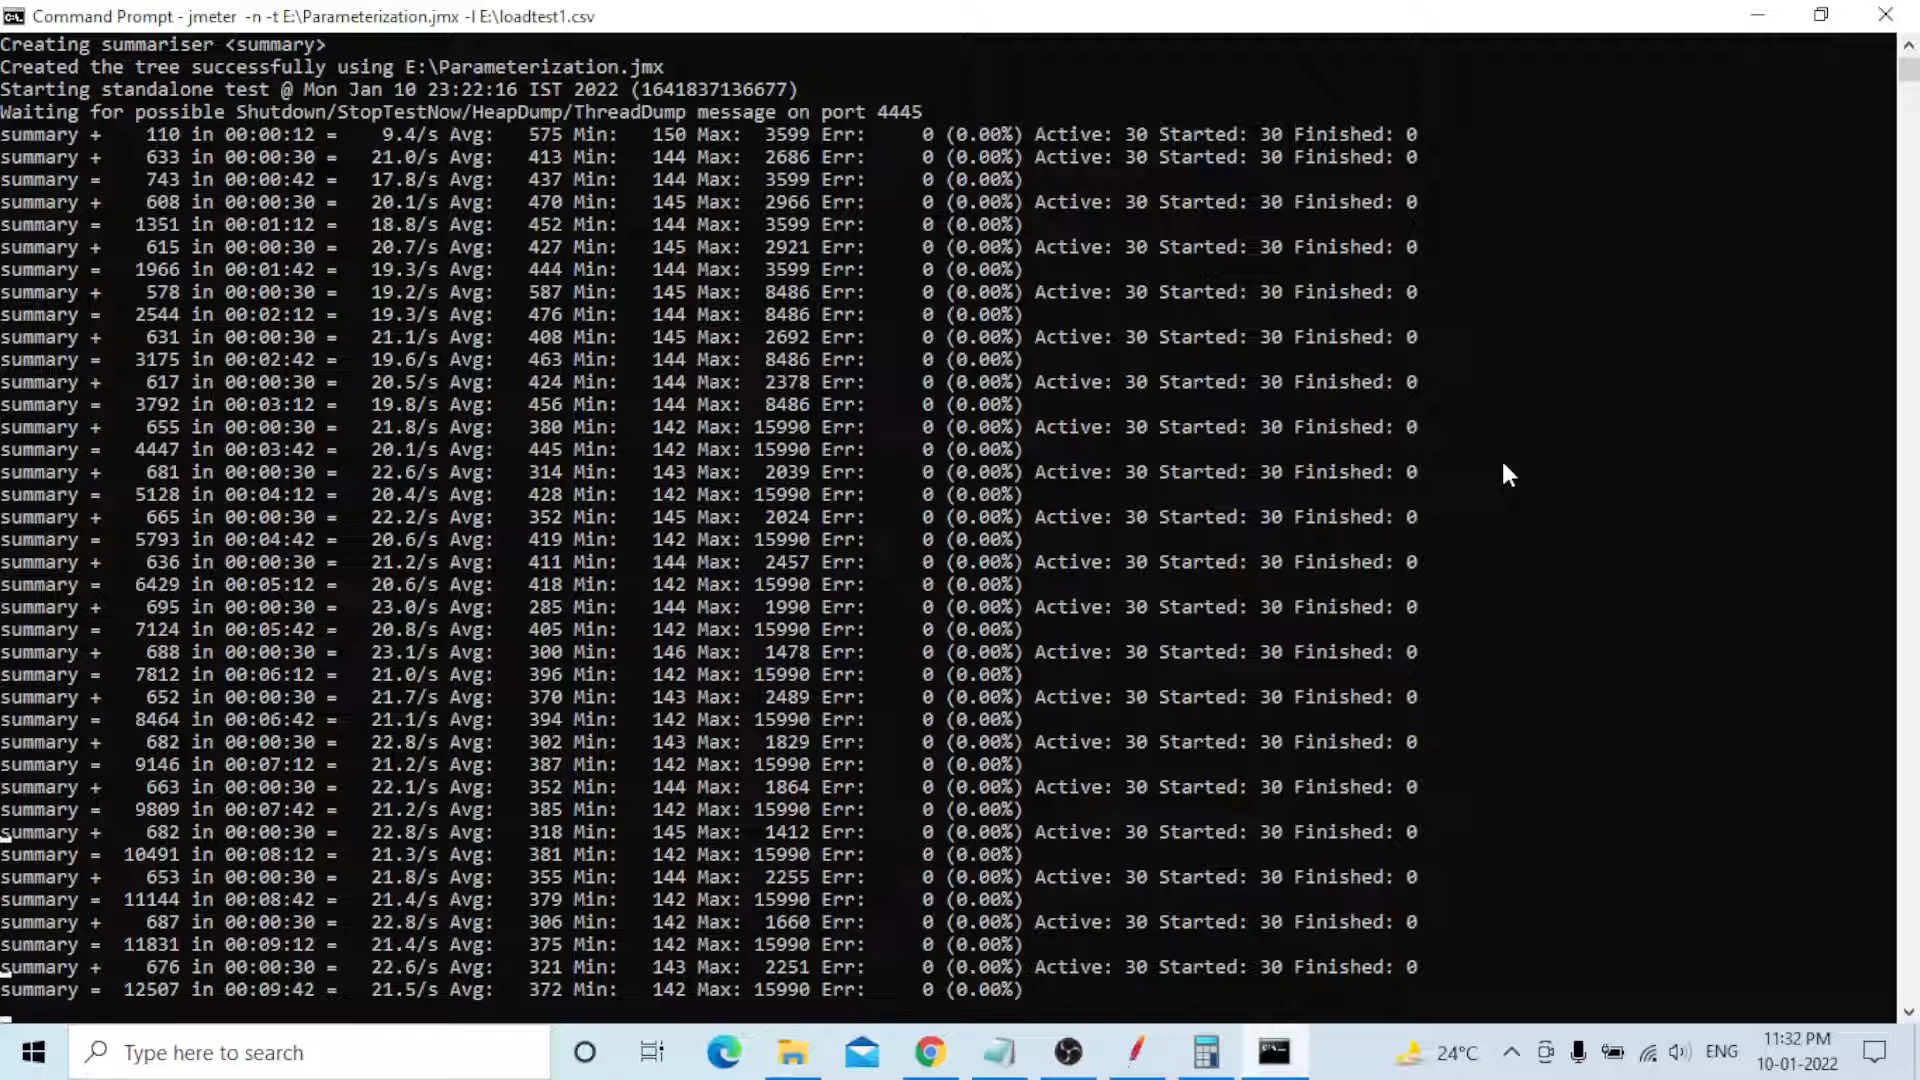 Command Prompt - jmeter -n -t E:\Parameterization.jmx -l E:\loadtest1.csv
Creating summariser <summary>
Created the tree successfully using E:\Parameterization.jmx
Starting standalone test @ Mon Jan 10 23:22:16 IST 2022 (1641837136677)
Waiting for possible Shutdown/StopTestNow/HeapDump/ThreadDump message on port 4445
summary + 110 in 00:00:12 = 9.4/s Avg: 575 Min: 150 Max: 3599 Err: 0 (0.00%) Active: 30 Started: 30 Finished: 0
summary + 633 in 00:00:30 = 21.0/s Avg: 413 Min: 144 Max: 2686 Err: 0 (0.00%) Active: 30 Started: 30 Finished: 0
summary = 743 in 00:00:42 = 17.8/s Avg: 437 Min: 144 Max: 3599 Err: 0 (0.00%)
summary + 608 in 00:00:30 = 20.1/s Avg: 470 Min: 145 Max: 2966 Err: 0 (0.00%) Active: 30 Started: 30 Finished: 0
summary = 1351 in 00:01:12 = 18.8/s Avg: 452 Min: 144 Max: 3599 Err: 0 (0.00%)
summary + 615 in 00:00:30 = 20.7/s Avg: 427 Min: 145 Max: 2921 Err: 0 (0.00%) Active: 30 Started: 30 Finished: 0
summary = 1966 in 00:01:42 = 19.3/s Avg: 444 Min: 144 Max: 3599 Err: 0 (0.00%)
summary + 578 in 00:00:30 = 19.2/s Avg: 587 Min: 145 Max: 8486 Err: 0 (0.00%) Active: 30 Started: 30 Finished: 0
summary = 2544 in 00:02:12 = 19.3/s Avg: 476 Min: 144 Max: 8486 Err: 0 (0.00%)
summary + 631 in 00:00:30 = 21.1/s Avg: 408 Min: 145 Max: 2692 Err: 0 (0.00%) Active: 30 Started: 30 Finished: 0
summary = 3175 in 00:02:42 = 19.6/s Avg: 463 Min: 144 Max: 8486 Err: 0 (0.00%)
summary + 617 in 00:00:30 = 20.5/s Avg: 424 Min: 144 Max: 2378 Err: 0 (0.00%) Active: 30 Started: 30 Finished: 0
summary = 3792 in 00:03:12 = 19.8/s Avg: 456 Min: 144 Max: 8486 Err: 0 (0.00%)
summary + 655 in 00:00:30 = 21.8/s Avg: 380 Min: 142 Max: 15990 Err: 0 (0.00%) Active: 30 Started: 30 Finished: 0
summary = 4447 in 00:03:42 = 20.1/s Avg: 445 Min: 142 Max: 15990 Err: 0 (0.00%)
summary + 681 in 00:00:30 = 22.6/s Avg: 314 Min: 143 Max: 2039 Err: 0 (0.00%) Active: 30 Started: 30 Finished: 0
summary = 5128 in 00:04:12 = 20.4/s Avg: 428 Min: 142 Max: 15990 Err: 0 (0.00%)
summary + 665 in 00:00:30 = 22.2/s Avg: 352 Min: 145 Max: 2024 Err: 0 (0.00%) Active: 30 Started: 30 Finished: 0
summary = 5793 in 00:04:42 = 20.6/s Avg: 419 Min: 142 Max: 15990 Err: 0 (0.00%)
summary + 636 in 00:00:30 = 21.2/s Avg: 411 Min: 144 Max: 2457 Err: 0 (0.00%) Active: 30 Started: 30 Finished: 0
summary = 6429 in 00:05:12 = 20.6/s Avg: 418 Min: 142 Max: 15990 Err: 0 (0.00%)
summary + 695 in 00:00:30 = 23.0/s Avg: 285 Min: 144 Max: 1990 Err: 0 (0.00%) Active: 30 Started: 30 Finished: 0
summary = 7124 in 00:05:42 = 20.8/s Avg: 405 Min: 142 Max: 15990 Err: 0 (0.00%)
summary + 688 in 00:00:30 = 23.1/s Avg: 300 Min: 146 Max: 1478 Err: 0 (0.00%) Active: 30 Started: 30 Finished: 0
summary = 7812 in 00:06:12 = 21.0/s Avg: 396 Min: 142 Max: 15990 Err: 0 (0.00%)
summary + 652 in 00:00:30 = 21.7/s Avg: 370 Min: 143 Max: 2489 Err: 0 (0.00%) Active: 30 Started: 30 Finished: 0
summary = 8464 in 00:06:42 = 21.1/s Avg: 394 Min: 142 Max: 15990 Err: 0 (0.00%)
summary + 682 in 00:00:30 = 22.8/s Avg: 302 Min: 143 Max: 1829 Err: 0 (0.00%) Active: 30 Started: 30 Finished: 0
summary = 9146 in 00:07:12 = 21.2/s Avg: 387 Min: 142 Max: 15990 Err: 0 (0.00%)
summary + 663 in 00:00:30 = 22.1/s Avg: 352 Min: 144 Max: 1864 Err: 0 (0.00%) Active: 30 Started: 30 Finished: 0
summary = 9809 in 00:07:42 = 21.2/s Avg: 385 Min: 142 Max: 15990 Err: 0 (0.00%)
summary + 682 in 00:00:30 = 22.8/s Avg: 318 Min: 145 Max: 1412 Err: 0 (0.00%) Active: 30 Started: 30 Finished: 0
summary = 10491 in 00:08:12 = 21.3/s Avg: 381 Min: 142 Max: 15990 Err: 0 (0.00%)
summary + 653 in 00:00:30 = 21.8/s Avg: 355 Min: 144 Max: 2255 Err: 0 (0.00%) Active: 30 Started: 30 Finished: 0
summary = 11144 in 00:08:42 = 21.4/s Avg: 379 Min: 142 Max: 15990 Err: 0 (0.00%)
summary + 687 in 00:00:30 = 22.8/s Avg: 306 Min: 142 Max: 1660 Err: 0 (0.00%) Active: 30 Started: 30 Finished: 0
summary = 11831 in 00:09:12 = 21.4/s Avg: 375 Min: 142 Max: 15990 Err: 0 (0.00%)
summary + 676 in 00:00:30 = 22.6/s Avg: 321 Min: 143 Max: 2251 Err: 0 (0.00%) Active: 30 Started: 30 Finished: 0
summary = 12507 in 00:09:42 = 21.5/s Avg: 372 Min: 142 Max: 15990 Err: 0 (0.00%)
Type here to search
24°C
ENG
11:32 PM
10-01-2022